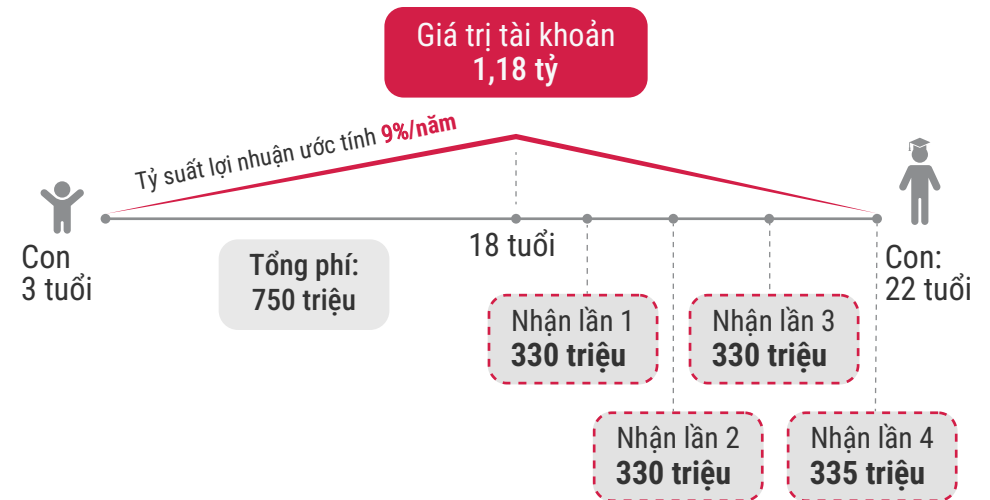 Giá trị tài khoản
1,18 tỷ
Tỷ suất lợi nhuận ước tính 9%/năm
Con
3 tuổi
Tổng phí:
750 triệu
18 tuổi
Con:
22 tuổi
Nhận lần 1
330 triệu
Nhận lần 3
330 triệu
Nhận lần 2
330 triệu
Nhận lần 4
335 triệu